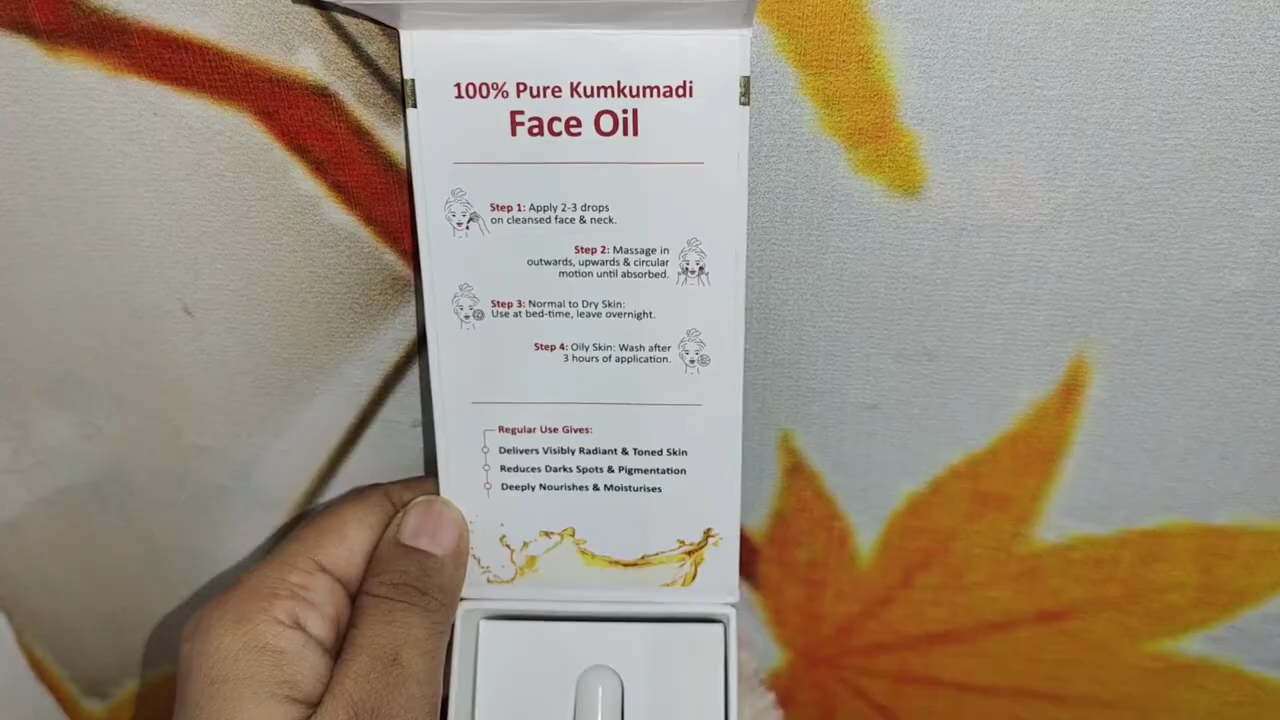 100% Pure Kumkumadi
Face Oil
Step 1: Apply 2-3 drops
on cleansed face & neck.
Step 2: Massage in
outwards, upwards & circular
motion until absorbed.
Step 3: Normal to Dry Skin:
Use at bed-time, leave overnight.
Step 4: Oily Skin: Wash after
3 hours of application.
Regular Use Gives:
Delivers Visibly Radiant & Toned Skin
Reduces Darks Spots & Pigmentation
Deeply Nourishes & Moisturises